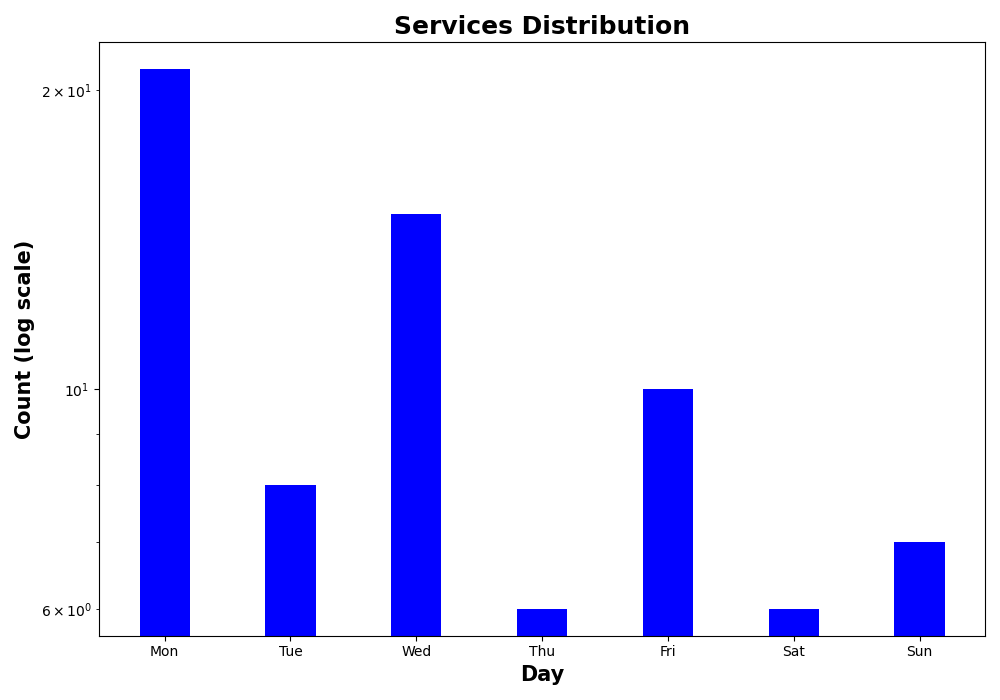 Services Distribution
Count (log scale)
2 × 10¹
10¹
6 × 10⁰
Mon Tue Wed Thu Fri Sat Sun
Day